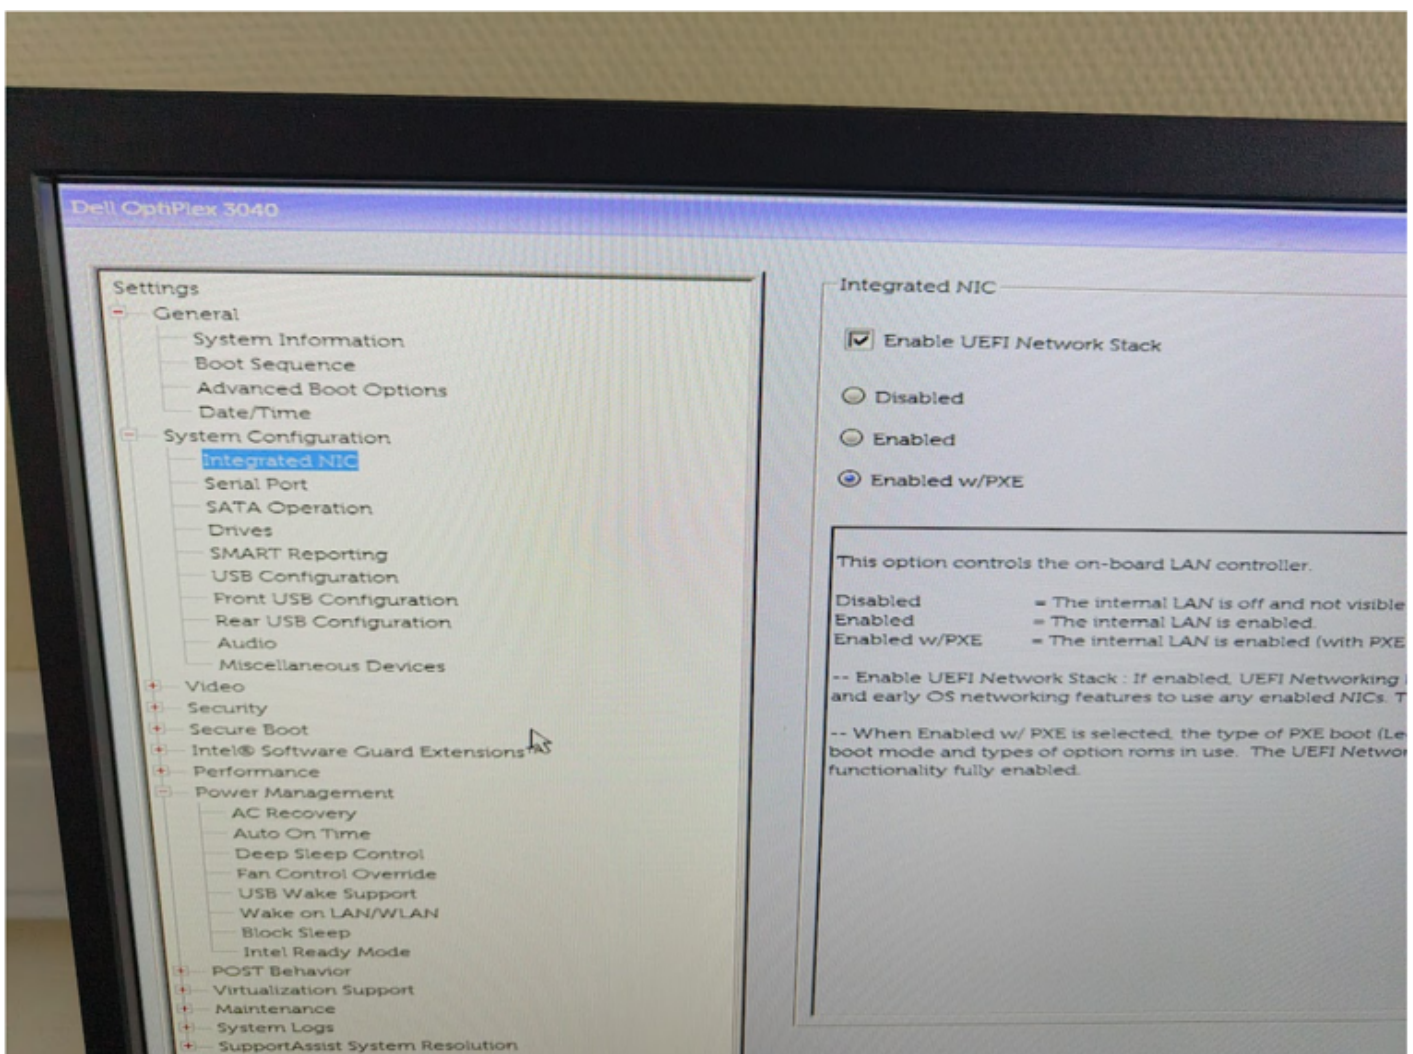 Dell OptiPlex 3040
Settings
General
System Information
Boot Sequence
Advanced Boot Options
Date/Time
System Configuration
Integrated NIC
Serial Port
SATA Operation
Drives
SMART Reporting
USB Configuration
Front USB Configuration
Rear USB Configuration
Audio
Miscellaneous Devices
Video
Security
Secure Boot
Intel® Software Guard Extensions
Performance
Power Management
AC Recovery
Auto On Time
Deep Sleep Control
Fan Control Override
USB Wake Support
Wake on LAN/WLAN
Block Sleep
Intel Ready Mode
POST Behavior
Virtualization Support
Maintenance
System Logs
SupportAssist System Resolution
Integrated NIC
Enable UEFI Network Stack
Disabled
Enabled
Enabled w/PXE
This option controls the on-board LAN controller.
Disabled = The internal LAN is off and not visible
Enabled = The internal LAN is enabled.
Enabled w/PXE = The internal LAN is enabled (with PXE
-- Enable UEFI Network Stack : If enabled, UEFI Networking
and early OS networking features to use any enabled NICs. T
-- When Enabled w/ PXE is selected, the type of PXE boot (Le
boot mode and types of option roms in use. The UEFI Networ
functionality fully enabled.